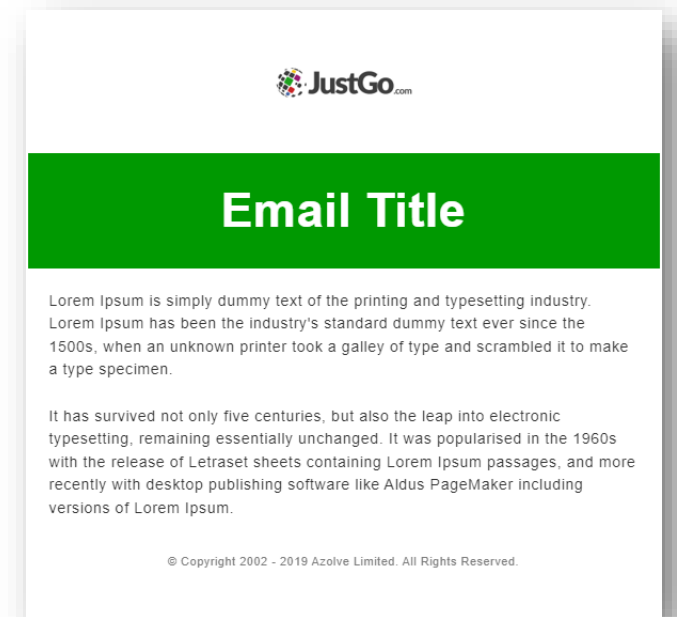 JustGo.com
Email Title
Lorem Ipsum is simply dummy text of the printing and typesetting industry.
Lorem Ipsum has been the industry's standard dummy text ever since the
1500s, when an unknown printer took a galley of type and scrambled it to make
a type specimen.
It has survived not only five centuries, but also the leap into electronic
typesetting, remaining essentially unchanged. It was popularised in the 1960s
with the release of Letraset sheets containing Lorem Ipsum passages, and more
recently with desktop publishing software like Aldus PageMaker including
versions of Lorem Ipsum.
© Copyright 2002 - 2019 Azolve Limited. All Rights Reserved.